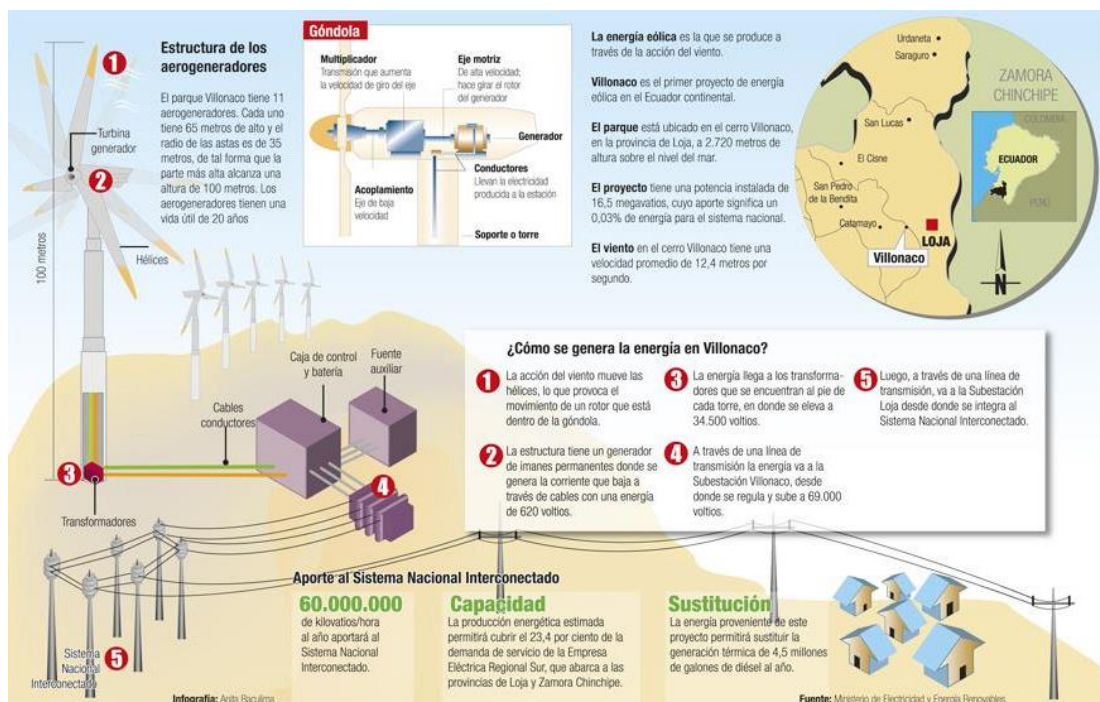 Estructura de los
aerogeneradores
El parque Villonaco tiene 11
aerogeneradores. Cada uno
tiene 65 metros de alto y el
radio de las astas es de 35
metros, de tal forma que la
parte más alta alcanza una
altura de 100 metros. Los
aerogeneradores tienen una
vida útil de 20 años
1
Turbina
generador
2
Hélices
100 metros
Góndola
Multiplicador
Transmisión que aumenta
la velocidad de giro del eje
Eje motriz
De alta velocidad;
hace girar el rotor
del generador
Generador
Acoplamiento
Eje de baja
velocidad
Conductores
Llevan la electricidad
producida a la estación
Soporte o torre
La energía eólica es la que se produce a
través de la acción del viento.
Villonaco es el primer proyecto de energía
eólica en el Ecuador continental.
El parque está ubicado en el cerro Villonaco,
en la provincia de Loja, a 2.720 metros de
altura sobre el nivel del mar.
El proyecto tiene una potencia instalada de
16,5 megavatios, cuyo aporte significa un
0,03% de energía para el sistema nacional.
El viento en el cerro Villonaco tiene una
velocidad promedio de 12,4 metros por
segundo.
Urdaneta
Saraguro
ZAMORA
CHINCHIPE
San Lucas
El Cisne
San Pedro
de la Bendita
Catamayo
LOJA
Villonaco
COLOMBIA
ECUADOR
PERÚ
N
Caja de control
y batería
Fuente
auxiliar
Cables
conductores
3
4
Transformadores
¿Cómo se genera la energía en Villonaco?
1 La acción del viento mueve las
hélices, lo que provoca el
movimiento de un rotor que está
dentro de la góndola.
2 La estructura tiene un generador
de imanes permanentes donde se
genera la corriente que baja a
través de cables con una energía
de 620 voltios.
3 La energía llega a los transforma-
dores que se encuentran al pie de
cada torre, en donde se eleva a
34.500 voltios.
4 A través de una línea de
transmisión la energía va a la
Subestación Villonaco, desde
donde se regula y sube a 69.000
voltios.
5 Luego, a través de una línea de
transmisión, va a la Subestación
Loja desde donde se integra al
Sistema Nacional Interconectado.
Sistema
Nacional
Interconectado
5
Aporte al Sistema Nacional Interconectado
60.000.000
de kilovatios/hora
al año aportará al
Sistema Nacional
Interconectado.
Capacidad
La producción energética estimada
permitirá cubrir el 23,4 por ciento de la
demanda de servicio de la Empresa
Eléctrica Regional Sur, que abarca a las
provincias de Loja y Zamora Chinchipe.
Sustitución
La energía proveniente de este
proyecto permitirá sustituir la
generación térmica de 4,5 millones
de galones de diésel al año.
Infografía: Anita Raculima
Fuente: Ministerio de Electricidad y Energía Renovables.